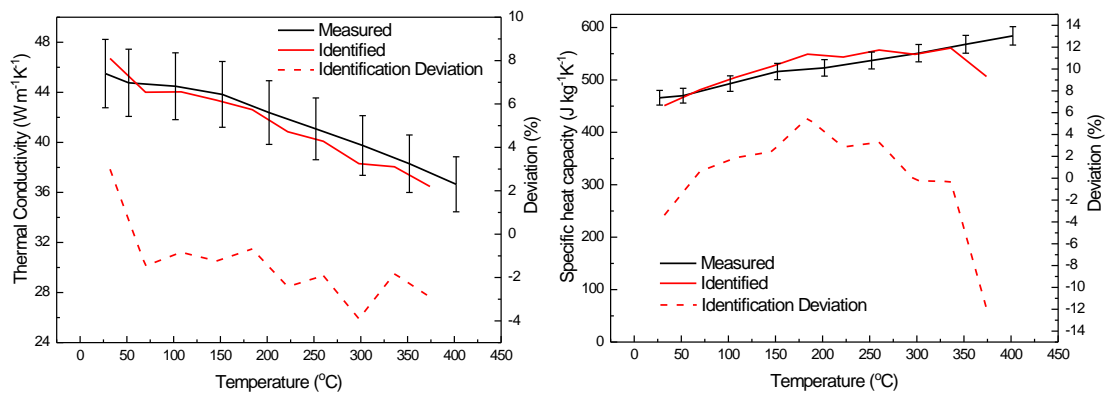 Measured
Identified
Identification Deviation
48
44
40
36
32
28
24
10
8
6
4
2
0
-2
-4
0 50 100 150 200 250 300 350 400 450
Thermal Conductivity (W m⁻¹K⁻¹)
Deviation (%)
Temperature (°C)
600
500
400
300
200
100
0
14
12
10
8
6
4
2
0
-2
-4
-6
-8
-10
-12
-14
Measured
Identified
Identification Deviation
0 50 100 150 200 250 300 350 400 450
Specific heat capacity (J kg⁻¹K⁻¹)
Deviation (%)
Temperature (°C)